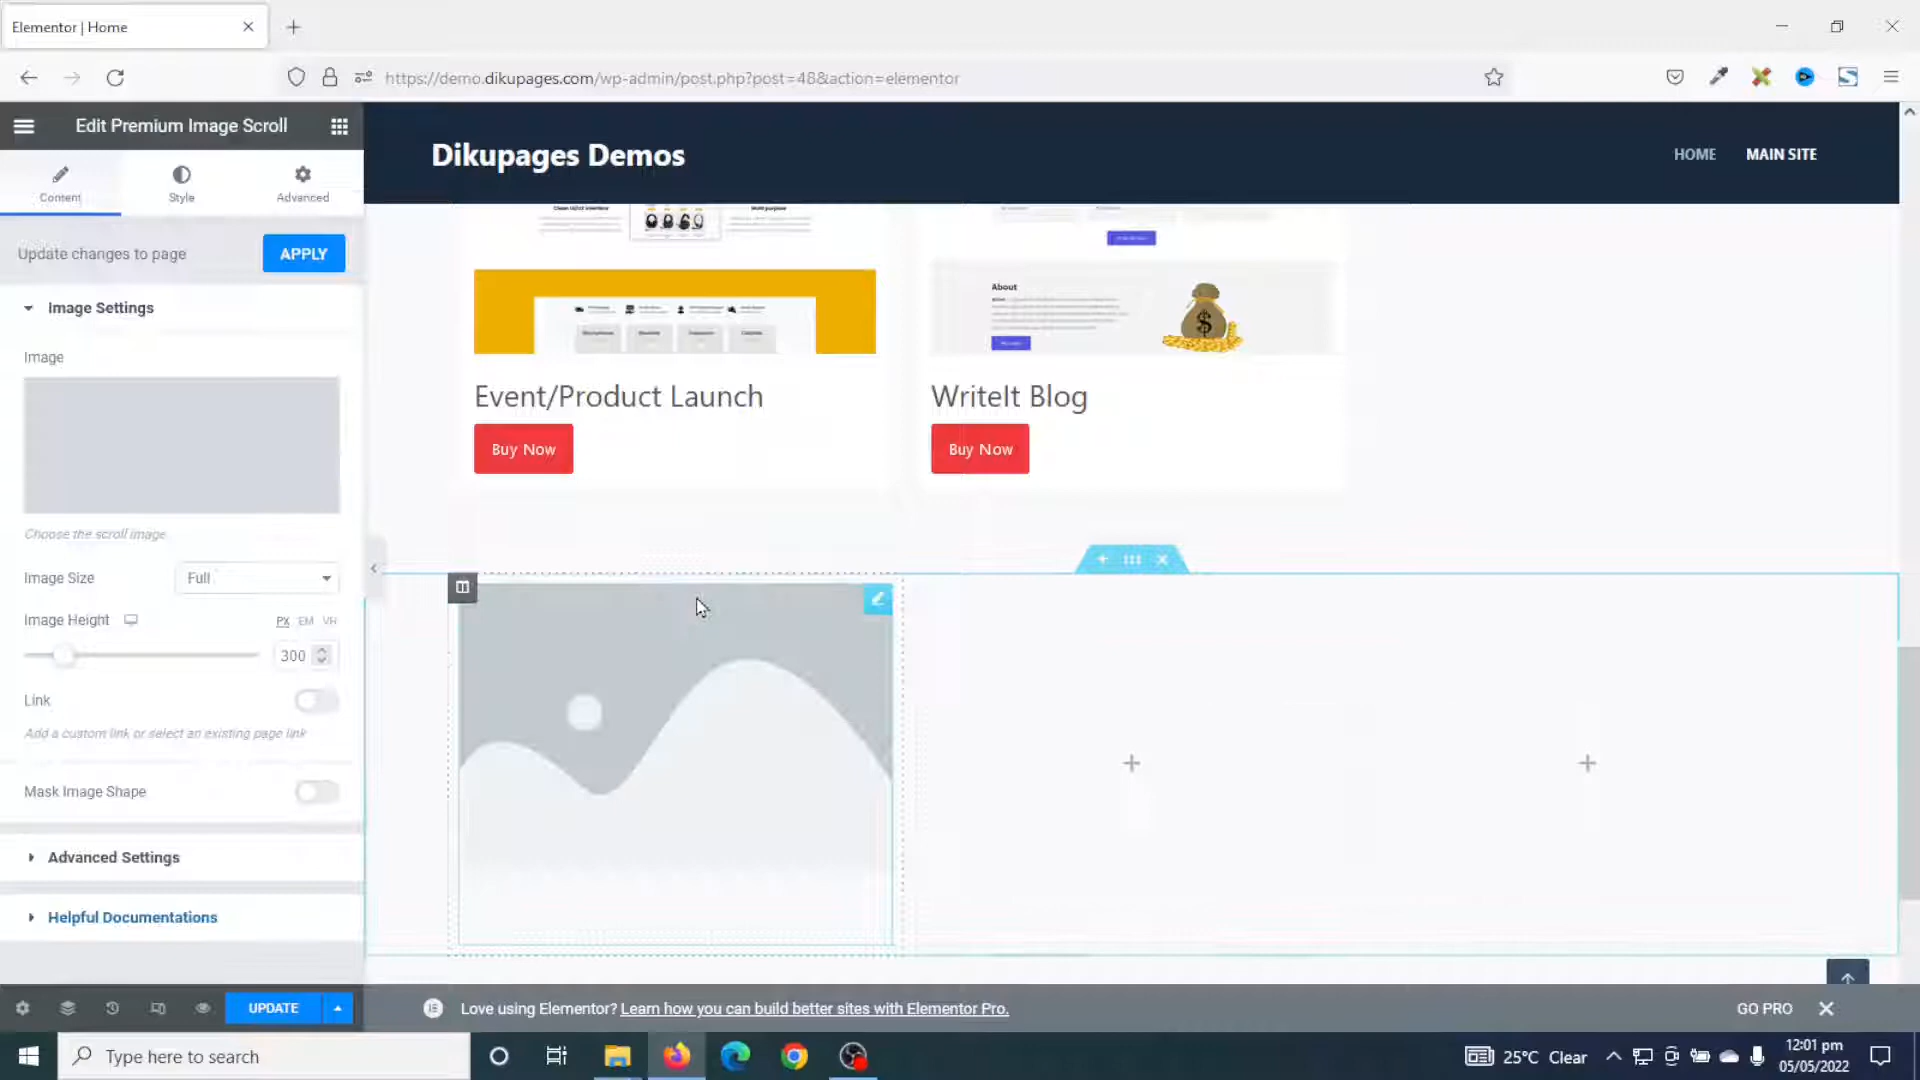 Elementor | Home
https://demo.dikupages.com/wp-admin/post.php?post=48&action=elementor
Edit Premium Image Scroll
Content
Style
Advanced
Update changes to page
APPLY
Image Settings
Image
Choose the scroll image
Image Size
Full
Image Height
PX EM VH
300
Link
Add a custom link or select an existing page link
Mask Image Shape
Advanced Settings
Helpful Documentations
UPDATE
Dikupages Demos
HOME
MAIN SITE
About
Event/Product Launch
Buy Now
WriteIt Blog
Buy Now
Love using Elementor? Learn how you can build better sites with Elementor Pro.
GO PRO
Type here to search
25°C Clear
12:01 pm
05/05/2022